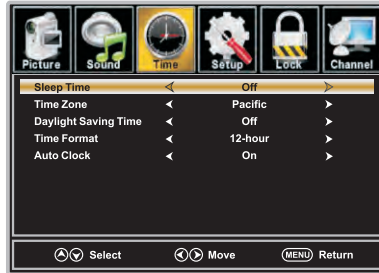 Picture Sound Time Setup Lock Channel
Sleep Time Off
Time Zone Pacific
Daylight Saving Time Off
Time Format 12-hour
Auto Clock On
Select Move MENU Return